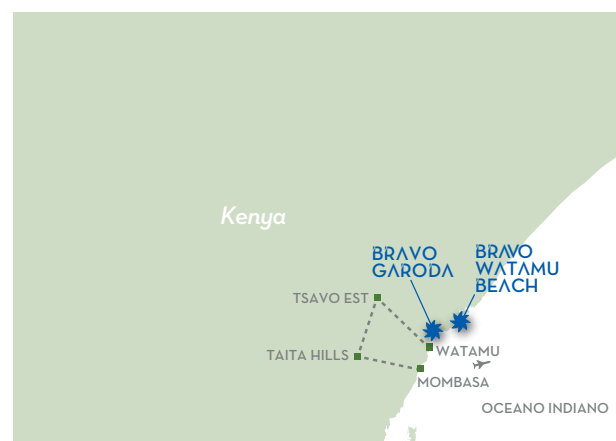 Kenya
BRAVO
GARODA
BRAVO
WATAMU
BEACH
TSAVO EST
TAITA HILLS
WATAMU
MOMBASA
OCEANO INDIANO